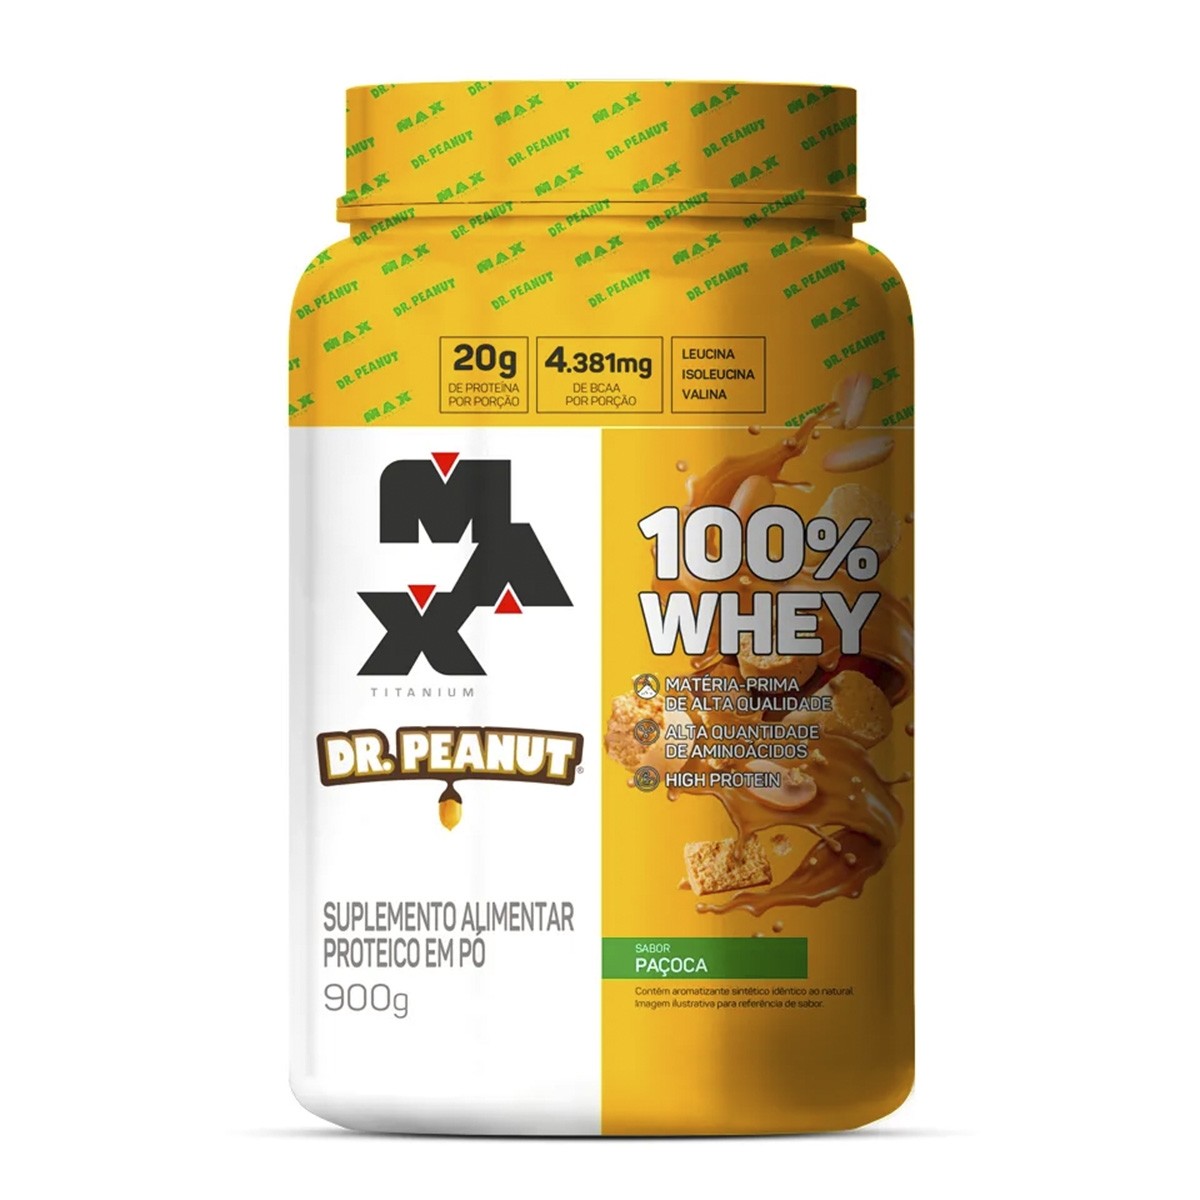 DR. PEANUT
MAX
20g
DE PROTEÍNA
POR PORÇÃO
4.381mg
DE BCAA
POR PORÇÃO
LEUCINA
ISOLEUCINA
VALINA
MAX
TITANIUM
DR. PEANUT®
SUPLEMENTO ALIMENTAR
PROTEICO EM PÓ
900g
100%
WHEY
MATÉRIA-PRIMA
DE ALTA QUALIDADE
ALTA QUANTIDADE
DE AMINOÁCIDOS
HIGH PROTEIN
SABOR
PAÇOCA
Contém aromatizante sintético idêntico ao natural.
Imagem ilustrativa para referência de sabor.